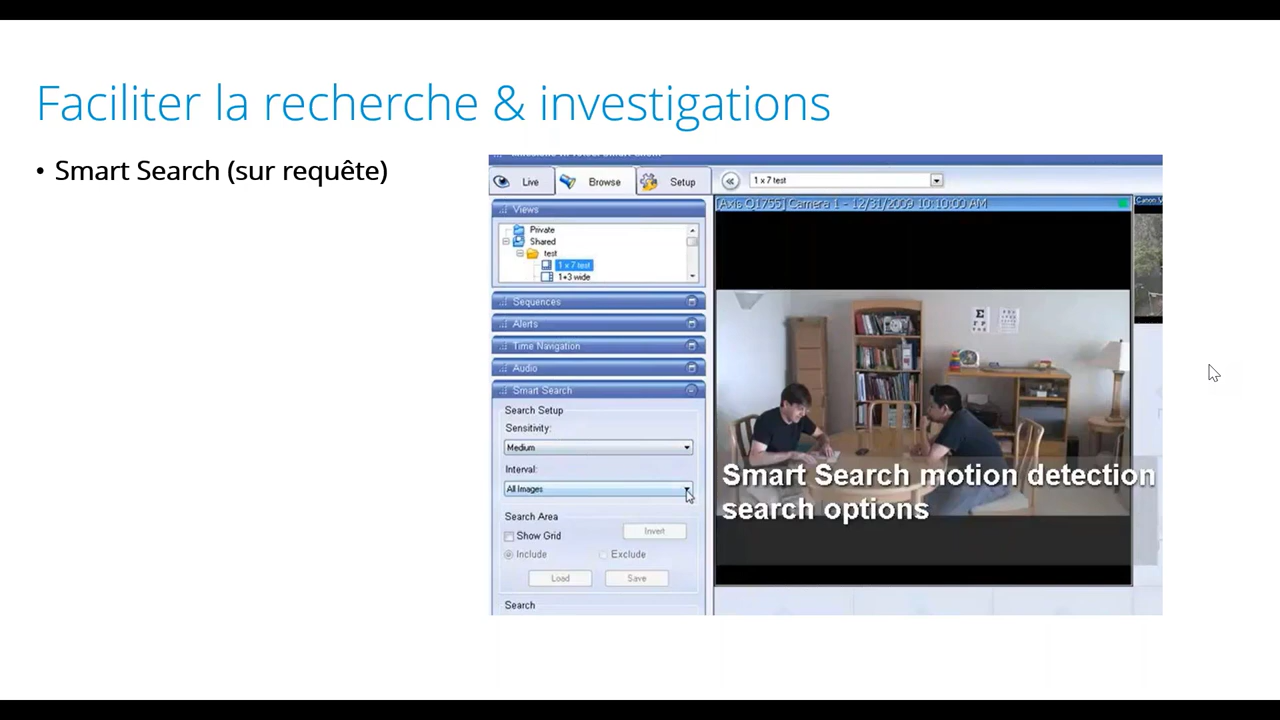 Faciliter la recherche & investigations
• Smart Search (sur requête)
Live
Browse
Setup
1 x 7 test
Views
[Axis Q1755] Camera 1 - 12/31/2009 10:10:00 AM
[Canon V
Private
Shared
test
1 x 7 test
1+3 wide
Sequences
Alerts
Time Navigation
Audio
Smart Search
Search Setup
Sensitivity:
Medium
Interval:
All Images
Search Area
Show Grid
Invert
Include
Exclude
Load
Save
Search
Smart Search motion detection
search options